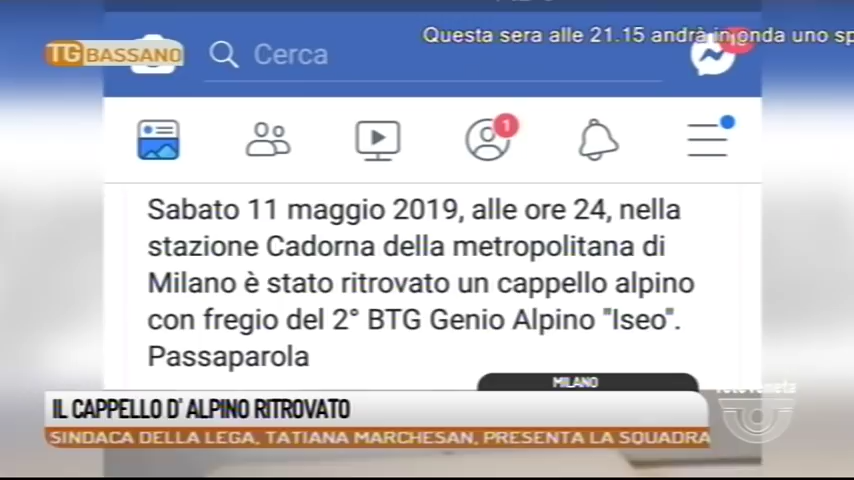 Questa sera alle 21.15 andrà in onda uno sp
TG BASSANO
Cerca
1
Sabato 11 maggio 2019, alle ore 24, nella
stazione Cadorna della metropolitana di
Milano è stato ritrovato un cappello alpino
con fregio del 2° BTG Genio Alpino "Iseo".
Passaparola
MILANO
IL CAPPELLO D' ALPINO RITROVATO
SINDACA DELLA LEGA, TATIANA MARCHESAN, PRESENTA LA SQUADRA